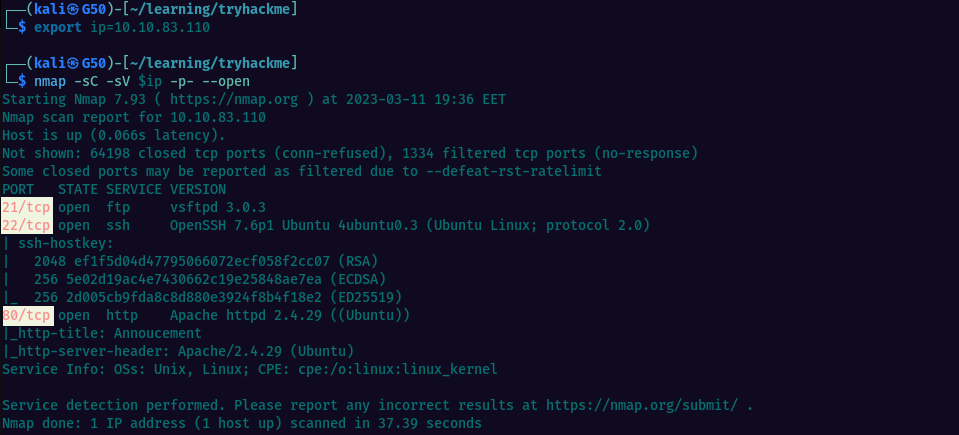 ┌──(kali㉿G50)-[~/learning/tryhackme]
└─$ export ip=10.10.83.110
┌──(kali㉿G50)-[~/learning/tryhackme]
└─$ nmap -sC -sV $ip -p- --open
Starting Nmap 7.93 ( https://nmap.org ) at 2023-03-11 19:36 EET
Nmap scan report for 10.10.83.110
Host is up (0.066s latency).
Not shown: 64198 closed tcp ports (conn-refused), 1334 filtered tcp ports (no-response)
Some closed ports may be reported as filtered due to --defeat-rst-ratelimit
PORT   STATE SERVICE VERSION
21/tcp open  ftp     vsftpd 3.0.3
22/tcp open  ssh     OpenSSH 7.6p1 Ubuntu 4ubuntu0.3 (Ubuntu Linux; protocol 2.0)
| ssh-hostkey:
|   2048 ef1f5d04d47795066072ecf058f2cc07 (RSA)
|   256 5e02d19ac4e7430662c19e25848ae7ea (ECDSA)
|_  256 2d005cb9fda8c8d880e3924f8b4f18e2 (ED25519)
80/tcp open  http    Apache httpd 2.4.29 ((Ubuntu))
|_http-title: Annoucement
|_http-server-header: Apache/2.4.29 (Ubuntu)
Service Info: OSs: Unix, Linux; CPE: cpe:/o:linux:linux_kernel
Service detection performed. Please report any incorrect results at https://nmap.org/submit/ .
Nmap done: 1 IP address (1 host up) scanned in 37.39 seconds